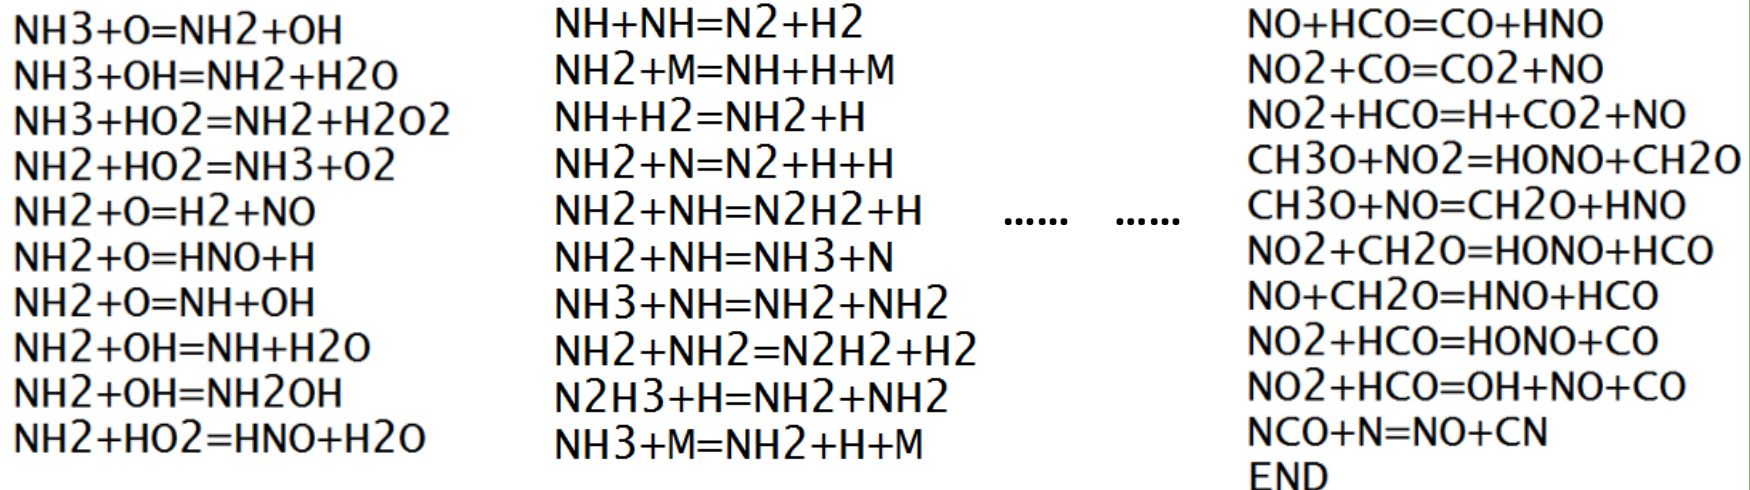 NH3+O=NH2+OH
NH3+OH=NH2+H2O
NH3+HO2=NH2+H2O2
NH2+HO2=NH3+O2
NH2+O=H2+NO
NH2+O=HNO+H
NH2+O=NH+OH
NH2+OH=NH+H2O
NH2+OH=NH2OH
NH2+HO2=HNO+H2O
NH+NH=N2+H2
NH2+M=NH+H+M
NH+H2=NH2+H
NH2+N=N2+H+H
NH2+NH=N2H2+H
NH2+NH=NH3+N
NH3+NH=NH2+NH2
NH2+NH2=N2H2+H2
N2H3+H=NH2+NH2
NH3+M=NH2+H+M
...... ......
NO+HCO=CO+HNO
NO2+CO=CO2+NO
NO2+HCO=H+CO2+NO
CH3O+NO2=HONO+CH2O
CH3O+NO=CH2O+HNO
NO2+CH2O=HONO+HCO
NO+CH2O=HNO+HCO
NO2+HCO=HONO+CO
NO2+HCO=OH+NO+CO
NCO+N=NO+CN
END